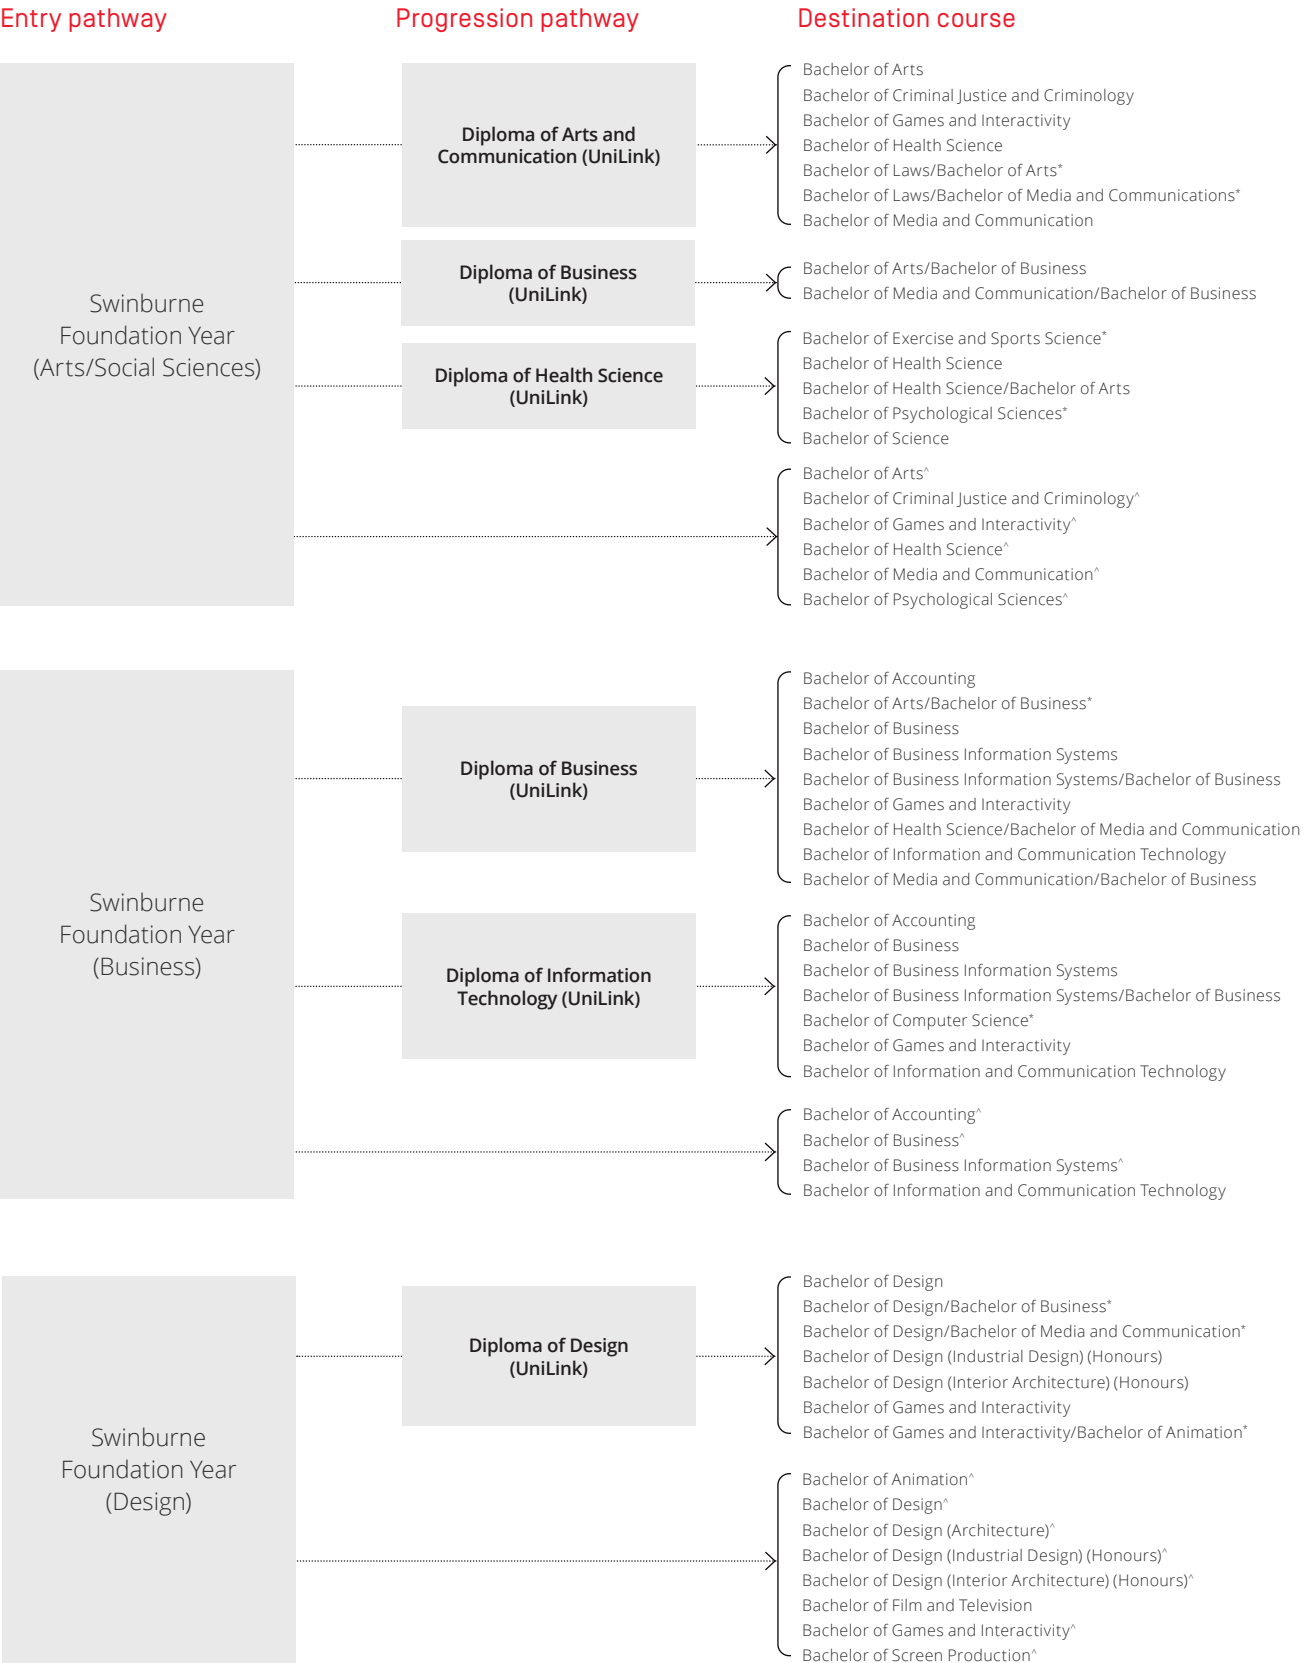 Entry pathway
Progression pathway
Destination course
Swinburne
Foundation Year
(Arts/Social Sciences)
Diploma of Arts and
Communication (UniLink)
Bachelor of Arts
Bachelor of Criminal Justice and Criminology
Bachelor of Games and Interactivity
Bachelor of Health Science
Bachelor of Laws/Bachelor of Arts*
Bachelor of Laws/Bachelor of Media and Communications*
Bachelor of Media and Communication
Diploma of Business
(UniLink)
Bachelor of Arts/Bachelor of Business
Bachelor of Media and Communication/Bachelor of Business
Diploma of Health Science
(UniLink)
Bachelor of Exercise and Sports Science*
Bachelor of Health Science
Bachelor of Health Science/Bachelor of Arts
Bachelor of Psychological Sciences*
Bachelor of Science
Bachelor of Arts^
Bachelor of Criminal Justice and Criminology^
Bachelor of Games and Interactivity^
Bachelor of Health Science^
Bachelor of Media and Communication^
Bachelor of Psychological Sciences^
Swinburne
Foundation Year
(Business)
Diploma of Business
(UniLink)
Bachelor of Accounting
Bachelor of Arts/Bachelor of Business*
Bachelor of Business
Bachelor of Business Information Systems
Bachelor of Business Information Systems/Bachelor of Business
Bachelor of Games and Interactivity
Bachelor of Health Science/Bachelor of Media and Communication
Bachelor of Information and Communication Technology
Bachelor of Media and Communication/Bachelor of Business
Diploma of Information
Technology (UniLink)
Bachelor of Accounting
Bachelor of Business
Bachelor of Business Information Systems
Bachelor of Business Information Systems/Bachelor of Business
Bachelor of Computer Science*
Bachelor of Games and Interactivity
Bachelor of Information and Communication Technology
Bachelor of Accounting^
Bachelor of Business^
Bachelor of Business Information Systems^
Bachelor of Information and Communication Technology
Swinburne
Foundation Year
(Design)
Diploma of Design
(UniLink)
Bachelor of Design
Bachelor of Design/Bachelor of Business*
Bachelor of Design/Bachelor of Media and Communication*
Bachelor of Design (Industrial Design) (Honours)
Bachelor of Design (Interior Architecture) (Honours)
Bachelor of Games and Interactivity
Bachelor of Games and Interactivity/Bachelor of Animation*
Bachelor of Animation^
Bachelor of Design^
Bachelor of Design (Architecture)^
Bachelor of Design (Industrial Design) (Honours)^
Bachelor of Design (Interior Architecture) (Honours)^
Bachelor of Film and Television
Bachelor of Games and Interactivity^
Bachelor of Screen Production^